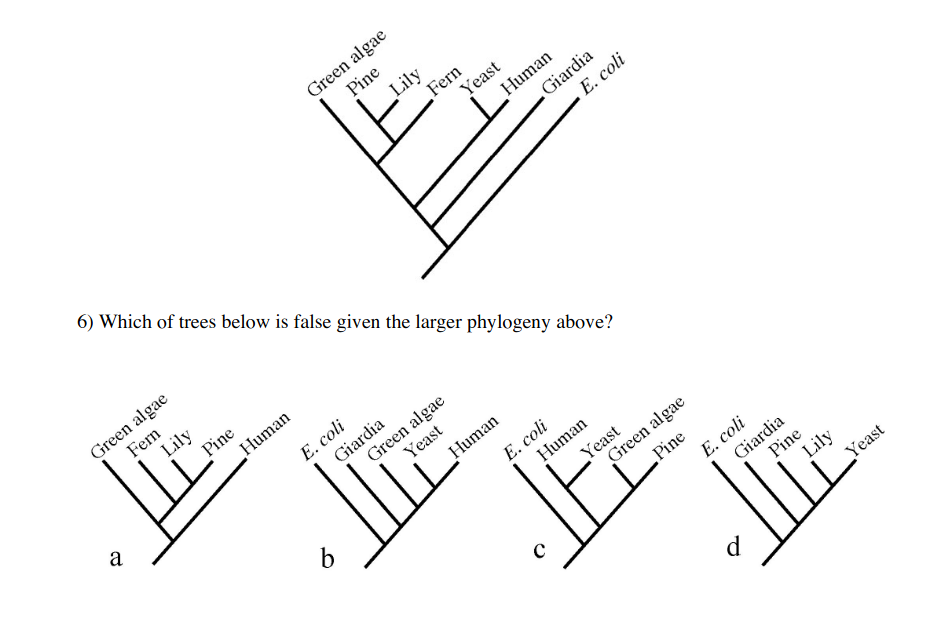 Green algae
Pine
Lily
Fern
Yeast
Human
Giardia
E. coli
6) Which of trees below is false given the larger phylogeny above?
Green algae
Fern
Lily
Pine
Human
a
E. coli
Giardia
Green algae
Yeast
Human
b
E. coli
Human
Yeast
Green algae
Pine
c
E. coli
Giardia
Pine
Lily
Yeast
d